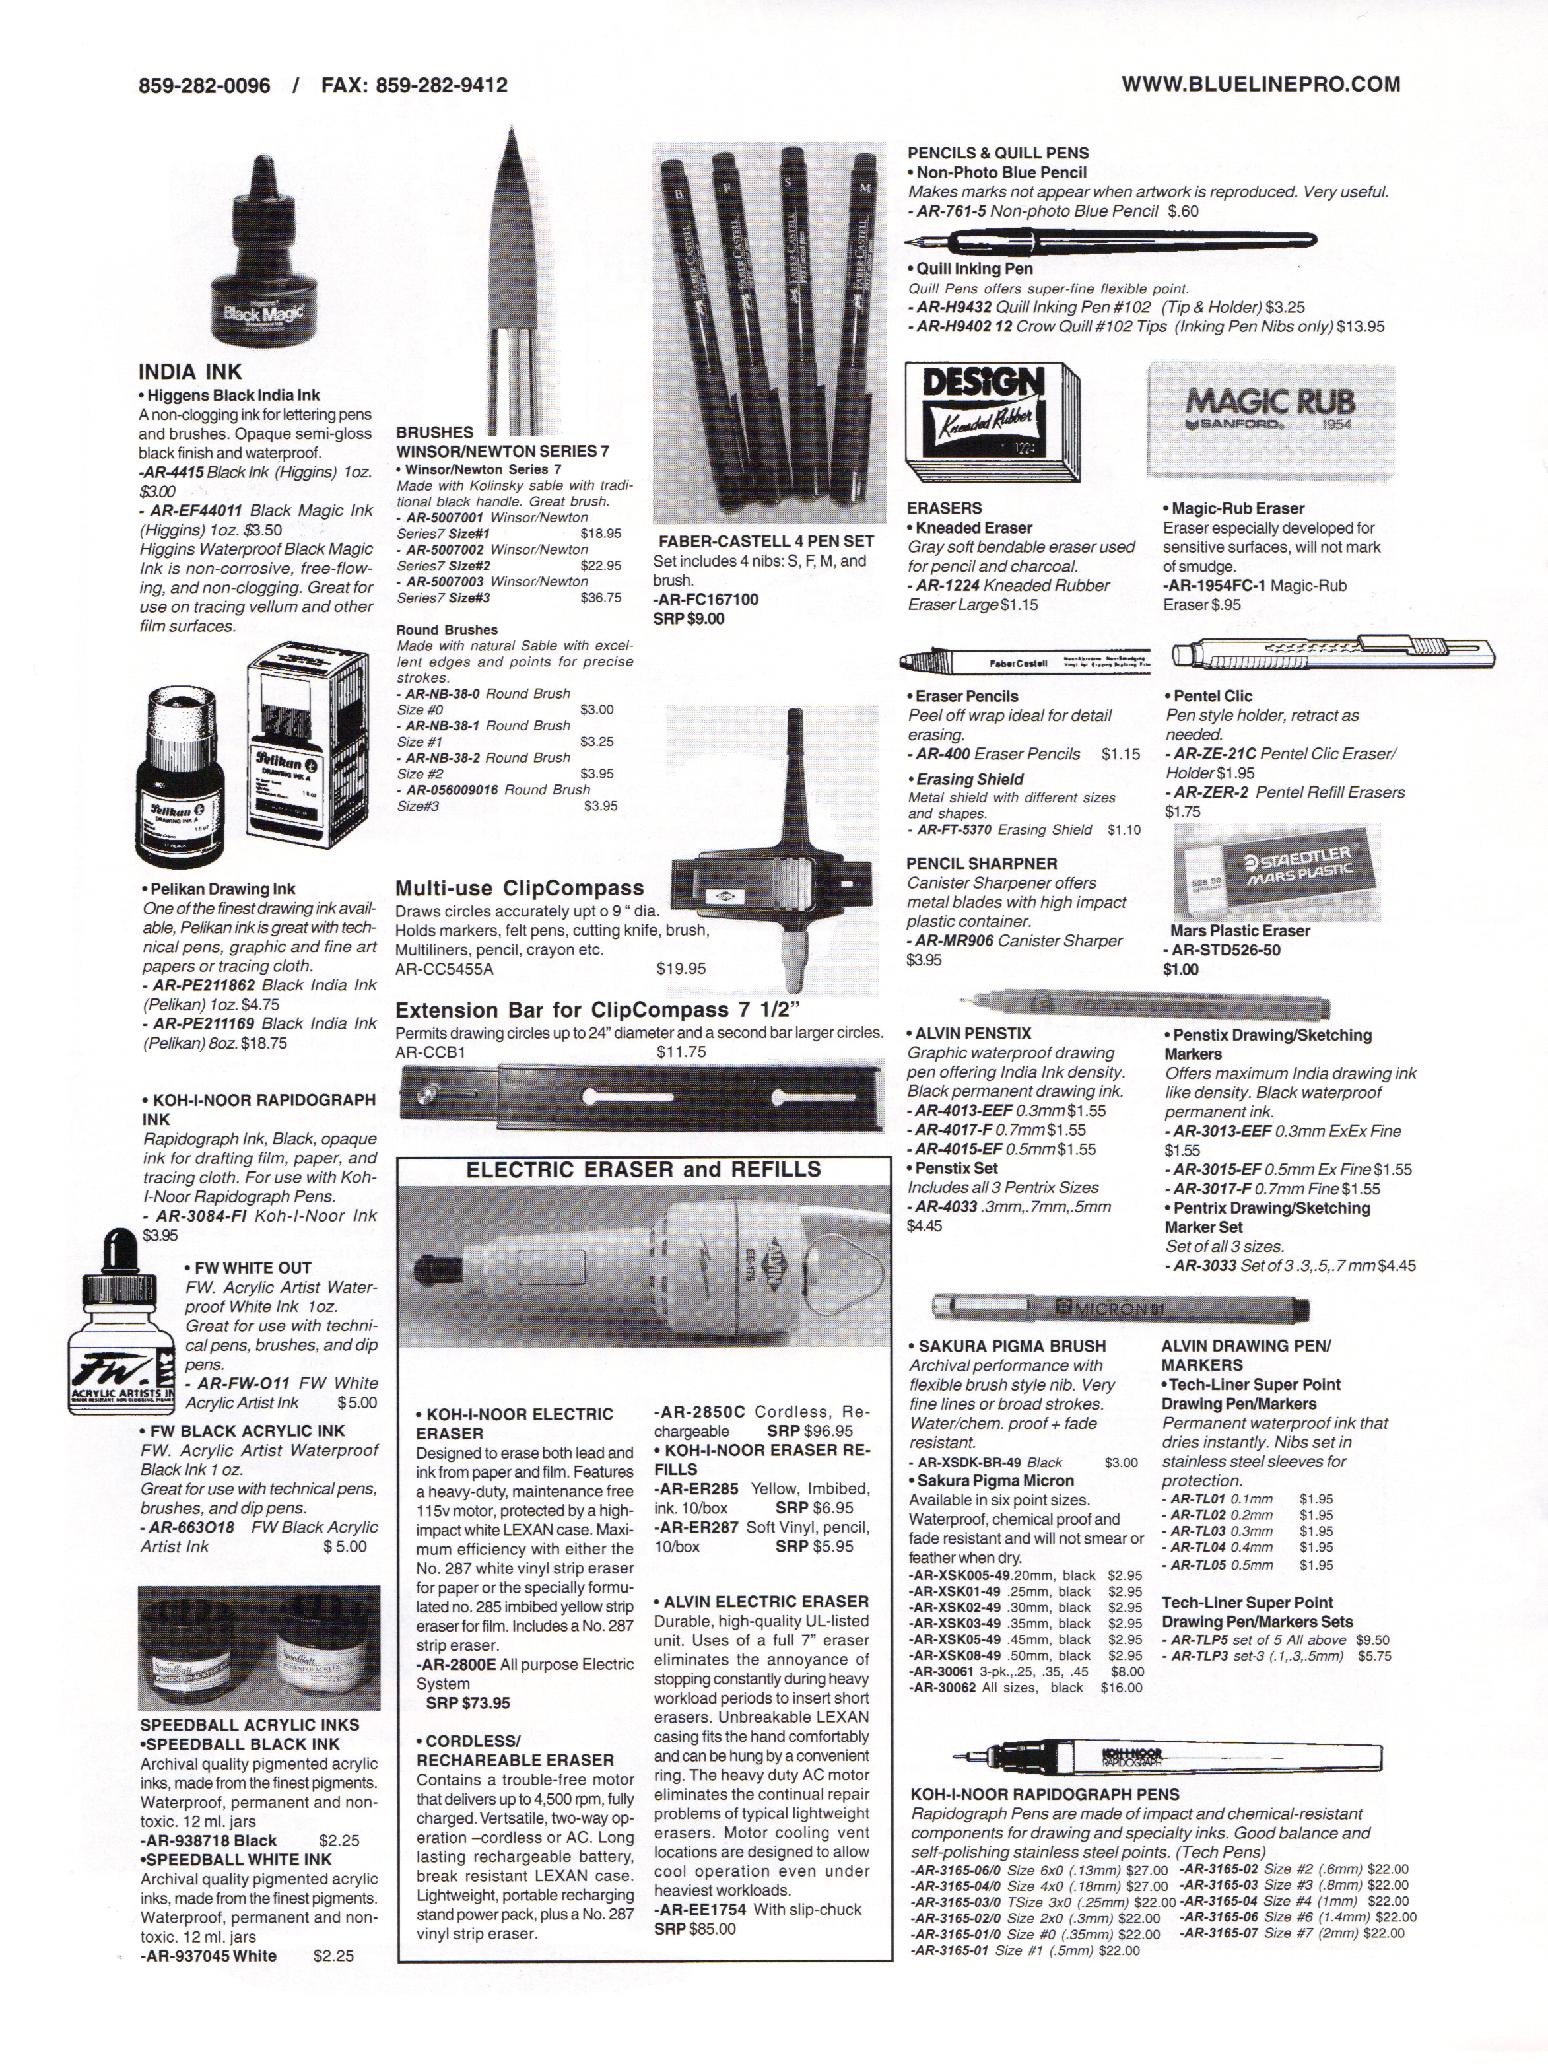 859-282-0096 / FAX: 859-282-9412
WWW.BLUELINEPRO.COM
Black Magic
INDIA INK
• Higgens Black India Ink
A non-clogging ink for lettering pens
and brushes. Opaque semi-gloss
black finish and waterproof.
-AR-4415 Black Ink (Higgins) 1oz.
$3.00
- AR-EF44011 Black Magic Ink
(Higgins) 1oz. $3.50
Higgins Waterproof Black Magic
Ink is non-corrosive, free-flow-
ing, and non-clogging. Great for
use on tracing vellum and other
film surfaces.
Pelikan
DRAWING INK A
Pelikan
DRAWING INK A
• Pelikan Drawing Ink
One of the finest drawing ink avail-
able, Pelikan ink is great with tech-
nical pens, graphic and fine art
papers or tracing cloth.
- AR-PE211862 Black India Ink
(Pelikan) 1oz. $4.75
- AR-PE211169 Black India Ink
(Pelikan) 8oz. $18.75
• KOH-I-NOOR RAPIDOGRAPH
INK
Rapidograph Ink, Black, opaque
ink for drafting film, paper, and
tracing cloth. For use with Koh-
I-Noor Rapidograph Pens.
- AR-3084-FI Koh-I-Noor Ink
$3.95
FW.
ACRYLIC ARTISTS IN
• FW WHITE OUT
FW. Acrylic Artist Water-
proof White Ink 1oz.
Great for use with techni-
cal pens, brushes, and dip
pens.
- AR-FW-O11 FW White
Acrylic Artist Ink $5.00
• FW BLACK ACRYLIC INK
FW. Acrylic Artist Waterproof
Black Ink 1 oz.
Great for use with technical pens,
brushes, and dip pens.
- AR-663O18 FW Black Acrylic
Artist Ink $ 5.00
SPEEDBALL ACRYLIC INKS
•SPEEDBALL BLACK INK
Archival quality pigmented acrylic
inks, made from the finest pigments.
Waterproof, permanent and non-
toxic. 12 ml. jars
-AR-938718 Black $2.25
•SPEEDBALL WHITE INK
Archival quality pigmented acrylic
inks, made from the finest pigments.
Waterproof, permanent and non-
toxic. 12 ml. jars
-AR-937045 White $2.25
BRUSHES
WINSOR/NEWTON SERIES 7
• Winsor/Newton Series 7
Made with Kolinsky sable with tradi-
tional black handle. Great brush.
- AR-5007001 Winsor/Newton
Series7 Size#1 $18.95
- AR-5007002 Winsor/Newton
Series7 Size#2 $22.95
- AR-5007003 Winsor/Newton
Series7 Size#3 $36.75
Round Brushes
Made with natural Sable with excel-
lent edges and points for precise
strokes.
- AR-NB-38-0 Round Brush
Size #0 $3.00
- AR-NB-38-1 Round Brush
Size #1 $3.25
- AR-NB-38-2 Round Brush
Size #2 $3.95
- AR-056009016 Round Brush
Size#3 $3.95
B F S M
FABER-CASTELL 4 PEN SET
Set includes 4 nibs: S, F, M, and
brush.
-AR-FC167100
SRP $9.00
Multi-use ClipCompass
Draws circles accurately upt o 9 " dia.
Holds markers, felt pens, cutting knife, brush,
Multiliners, pencil, crayon etc.
AR-CC5455A $19.95
Extension Bar for ClipCompass 7 1/2”
Permits drawing circles up to 24” diameter and a second bar larger circles.
AR-CCB1 $11.75
ELECTRIC ERASER and REFILLS
ALVIN
• KOH-I-NOOR ELECTRIC
ERASER
Designed to erase both lead and
ink from paper and film. Features
a heavy-duty, maintenance free
115v motor, protected by a high-
impact white LEXAN case. Maxi-
mum efficiency with either the
No. 287 white vinyl strip eraser
for paper or the specially formu-
lated no. 285 imbibed yellow strip
eraser for film. Includes a No. 287
strip eraser.
-AR-2800E All purpose Electric
System
SRP $73.95
• CORDLESS/
RECHAREABLE ERASER
Contains a trouble-free motor
that delivers up to 4,500 rpm, fully
charged. Vertsatile, two-way op-
eration –cordless or AC. Long
lasting rechargeable battery,
break resistant LEXAN case.
Lightweight, portable recharging
stand power pack, plus a No. 287
vinyl strip eraser.
-AR-2850C Cordless, Re-
chargeable SRP $96.95
• KOH-I-NOOR ERASER RE-
FILLS
-AR-ER285 Yellow, Imbibed,
ink. 10/box SRP $6.95
-AR-ER287 Soft Vinyl, pencil,
10/box SRP $5.95
• ALVIN ELECTRIC ERASER
Durable, high-quality UL-listed
unit. Uses of a full 7” eraser
eliminates the annoyance of
stopping constantly during heavy
workload periods to insert short
erasers. Unbreakable LEXAN
casing fits the hand comfortably
and can be hung by a convenient
ring. The heavy duty AC motor
eliminates the continual repair
problems of typical lightweight
erasers. Motor cooling vent
locations are designed to allow
cool operation even under
heaviest workloads.
-AR-EE1754 With slip-chuck
SRP $85.00
PENCILS & QUILL PENS
• Non-Photo Blue Pencil
Makes marks not appear when artwork is reproduced. Very useful.
- AR-761-5 Non-photo Blue Pencil $.60
• Quill Inking Pen
Quill Pens offers super-fine flexible point.
- AR-H9432 Quill Inking Pen #102 (Tip & Holder) $3.25
- AR-H9402 12 Crow Quill #102 Tips (Inking Pen Nibs only) $13.95
DESIGN
Kneaded Rubber
1224
MAGIC RUB
SANFORD 1954
ERASERS
• Kneaded Eraser
Gray soft bendable eraser used
for pencil and charcoal.
- AR-1224 Kneaded Rubber
Eraser Large $1.15
• Magic-Rub Eraser
Eraser especially developed for
sensitive surfaces, will not mark
of smudge.
-AR-1954FC-1 Magic-Rub
Eraser $.95
FaberCastell
• Eraser Pencils
Peel off wrap ideal for detail
erasing.
- AR-400 Eraser Pencils $1.15
• Erasing Shield
Metal shield with different sizes
and shapes.
- AR-FT-5370 Erasing Shield $1.10
PENCIL SHARPNER
Canister Sharpener offers
metal blades with high impact
plastic container.
- AR-MR906 Canister Sharper
$3.95
• Pentel Clic
Pen style holder, retract as
needed.
- AR-ZE-21C Pentel Clic Eraser/
Holder $1.95
- AR-ZER-2 Pentel Refill Erasers
$1.75
STAEDTLER
MARS PLASTIC
Mars Plastic Eraser
- AR-STD526-50
$1.00
• ALVIN PENSTIX
Graphic waterproof drawing
pen offering India Ink density.
Black permanent drawing ink.
- AR-4013-EEF 0.3mm $1.55
- AR-4017-F 0.7mm $1.55
- AR-4015-EF 0.5mm $1.55
• Penstix Set
Includes all 3 Pentrix Sizes
- AR-4033 .3mm,.7mm,.5mm
$4.45
• Penstix Drawing/Sketching
Markers
Offers maximum India drawing ink
like density. Black waterproof
permanent ink.
- AR-3013-EEF 0.3mm ExEx Fine
$1.55
- AR-3015-EF 0.5mm Ex Fine $1.55
- AR-3017-F 0.7mm Fine $1.55
• Pentrix Drawing/Sketching
Marker Set
Set of all 3 sizes.
- AR-3033 Set of 3 .3,.5,.7 mm $4.45
MICRON 01
• SAKURA PIGMA BRUSH
Archival performance with
flexible brush style nib. Very
fine lines or broad strokes.
Water/chem. proof + fade
resistant.
- AR-XSDK-BR-49 Black $3.00
• Sakura Pigma Micron
Available in six point sizes.
Waterproof, chemical proof and
fade resistant and will not smear or
feather when dry.
-AR-XSK005-49 .20mm, black $2.95
-AR-XSK01-49 .25mm, black $2.95
-AR-XSK02-49 .30mm, black $2.95
-AR-XSK03-49 .35mm, black $2.95
-AR-XSK05-49 .45mm, black $2.95
-AR-XSK08-49 .50mm, black $2.95
-AR-30061 3-pk.,.25, .35, .45 $8.00
-AR-30062 All sizes, black $16.00
ALVIN DRAWING PEN/
MARKERS
•Tech-Liner Super Point
Drawing Pen/Markers
Permanent waterproof ink that
dries instantly. Nibs set in
stainless steel sleeves for
protection.
- AR-TL01 0.1mm $1.95
- AR-TL02 0.2mm $1.95
- AR-TL03 0.3mm $1.95
- AR-TL04 0.4mm $1.95
- AR-TL05 0.5mm $1.95
Tech-Liner Super Point
Drawing Pen/Markers Sets
- AR-TLP5 set of 5 All above $9.50
- AR-TLP3 set-3 (.1,.3,.5mm) $5.75
KOH-I-NOOR
RAPIDOGRAPH
KOH-I-NOOR RAPIDOGRAPH PENS
Rapidograph Pens are made of impact and chemical-resistant
components for drawing and specialty inks. Good balance and
self-polishing stainless steel points. (Tech Pens)
-AR-3165-06/0 Size 6x0 (.13mm) $27.00 -AR-3165-02 Size #2 (.6mm) $22.00
-AR-3165-04/0 Size 4x0 (.18mm) $27.00 -AR-3165-03 Size #3 (.8mm) $22.00
-AR-3165-03/0 TSize 3x0 (.25mm) $22.00 -AR-3165-04 Size #4 (1mm) $22.00
-AR-3165-02/0 Size 2x0 (.3mm) $22.00 -AR-3165-06 Size #6 (1.4mm) $22.00
-AR-3165-01/0 Size #0 (.35mm) $22.00 -AR-3165-07 Size #7 (2mm) $22.00
-AR-3165-01 Size #1 (.5mm) $22.00